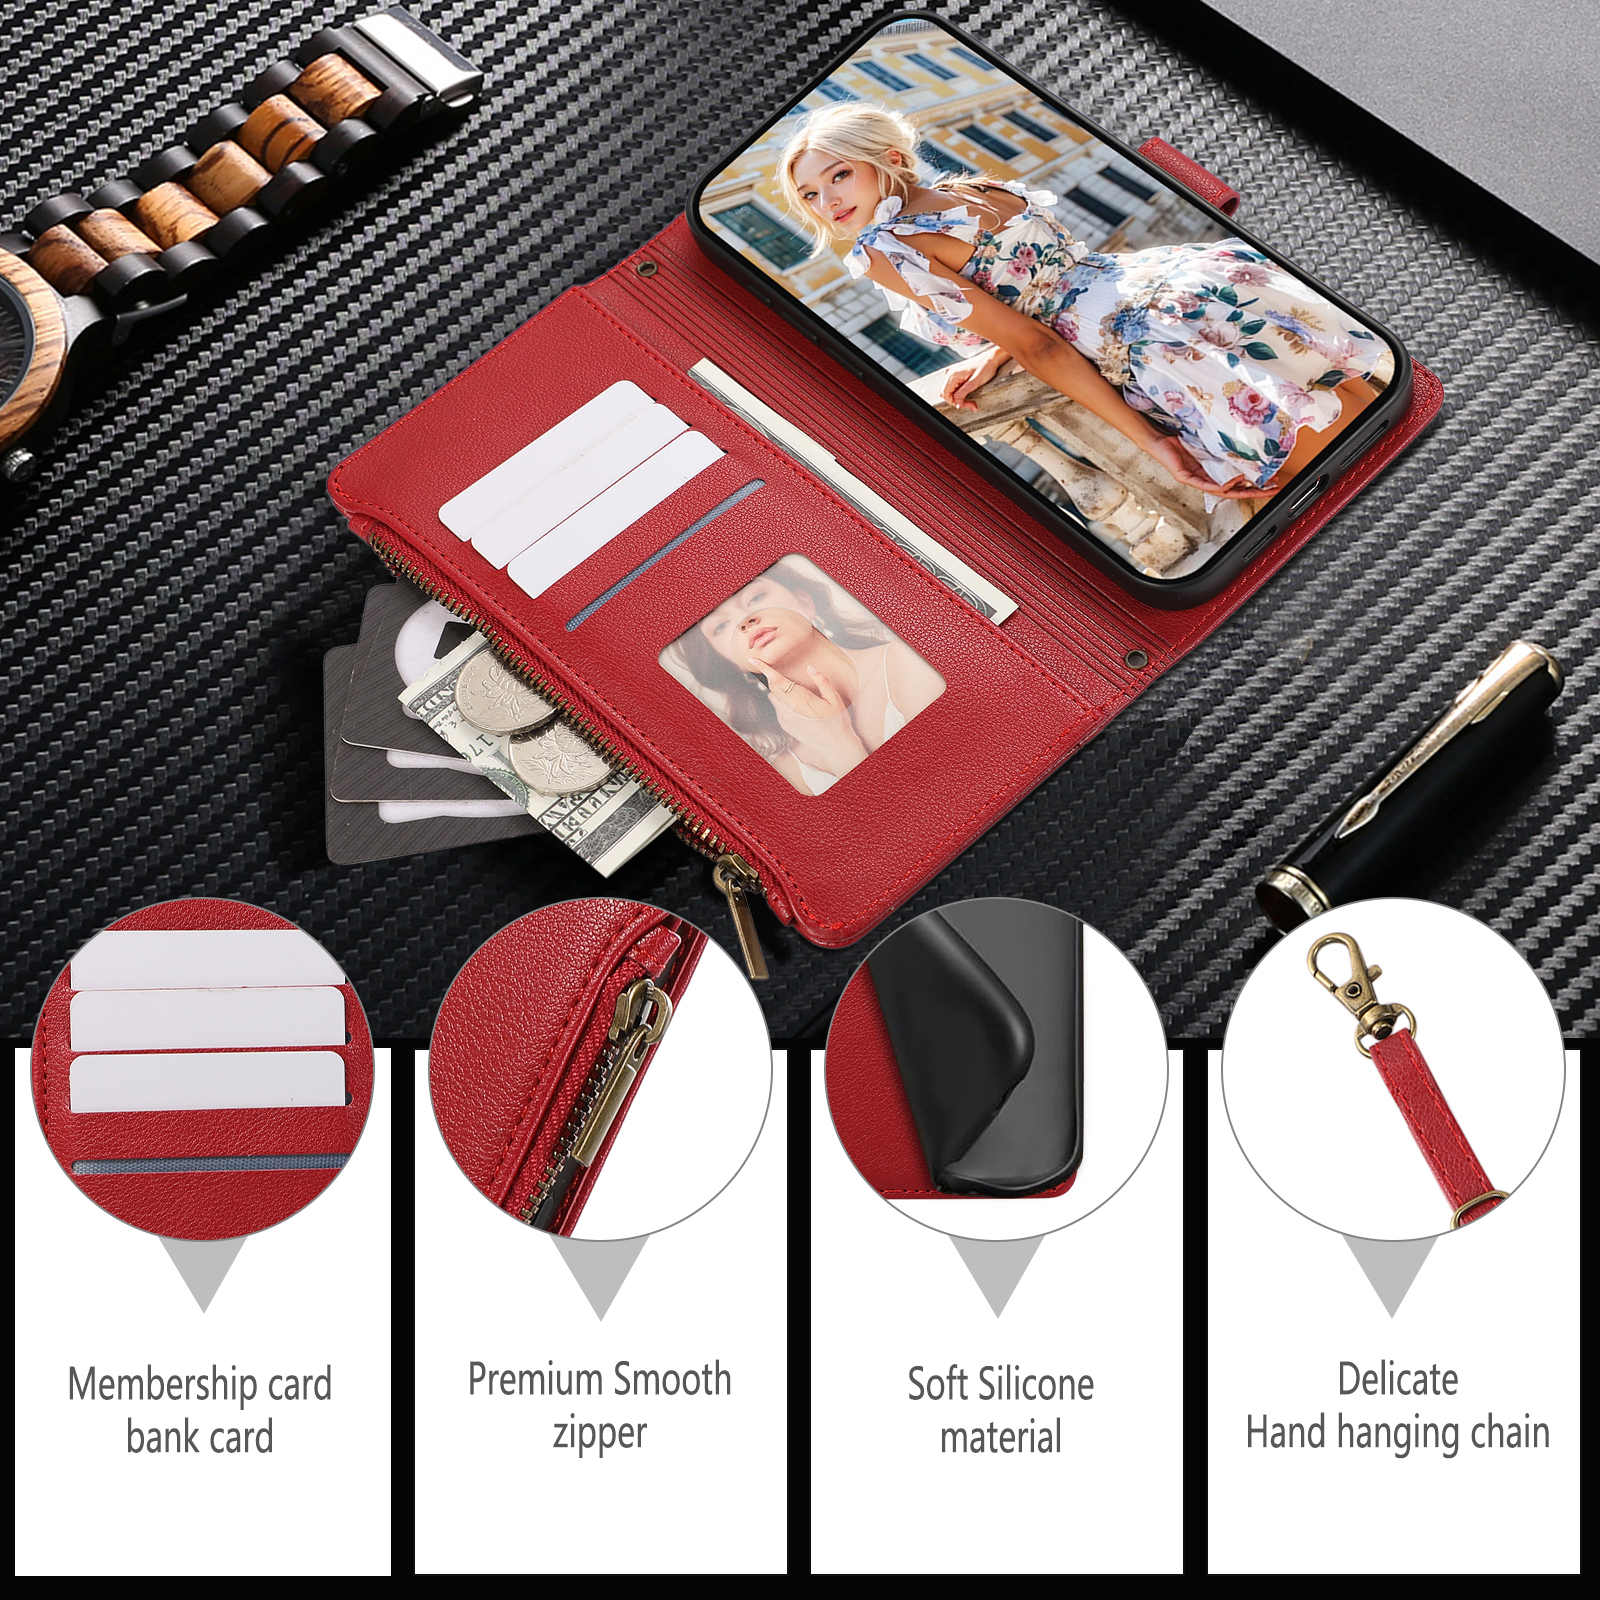 Membership card
bank card
Premium Smooth
zipper
Soft Silicone
material
Delicate
Hand hanging chain